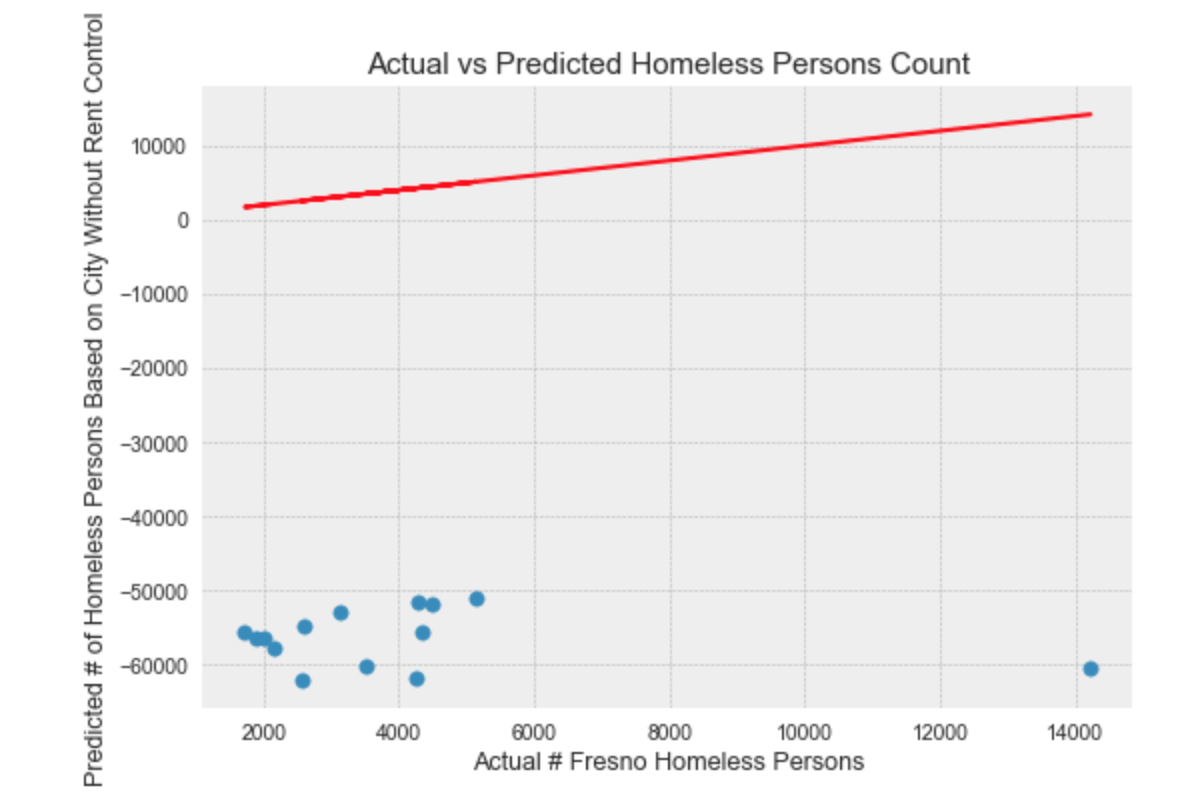 Actual vs Predicted Homeless Persons Count
Predicted # of Homeless Persons Based on City Without Rent Control
10000
0
−10000
−20000
−30000
−40000
−50000
−60000
2000 4000 6000 8000 10000 12000 14000
Actual # Fresno Homeless Persons